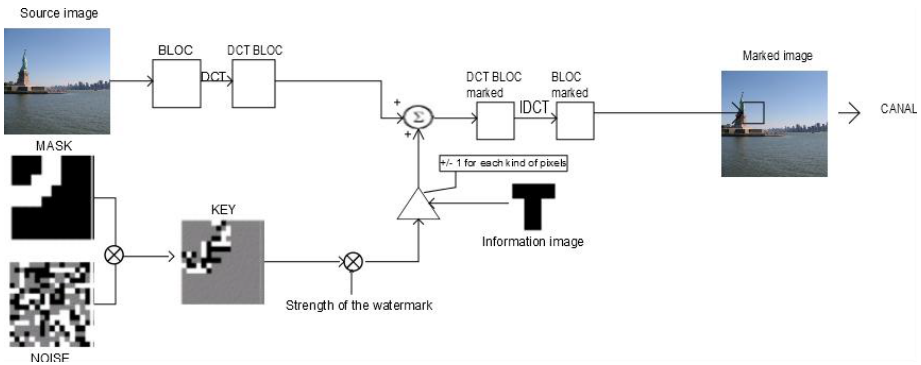 Source image
BLOC
DCT
DCT BLOC
DCT BLOC
marked
IDCT
BLOC
marked
Marked image
CANAL
+
Σ
+
+/- 1 for each kind of pixels
MASK
KEY
Information image
Strength of the watermark
NOISE